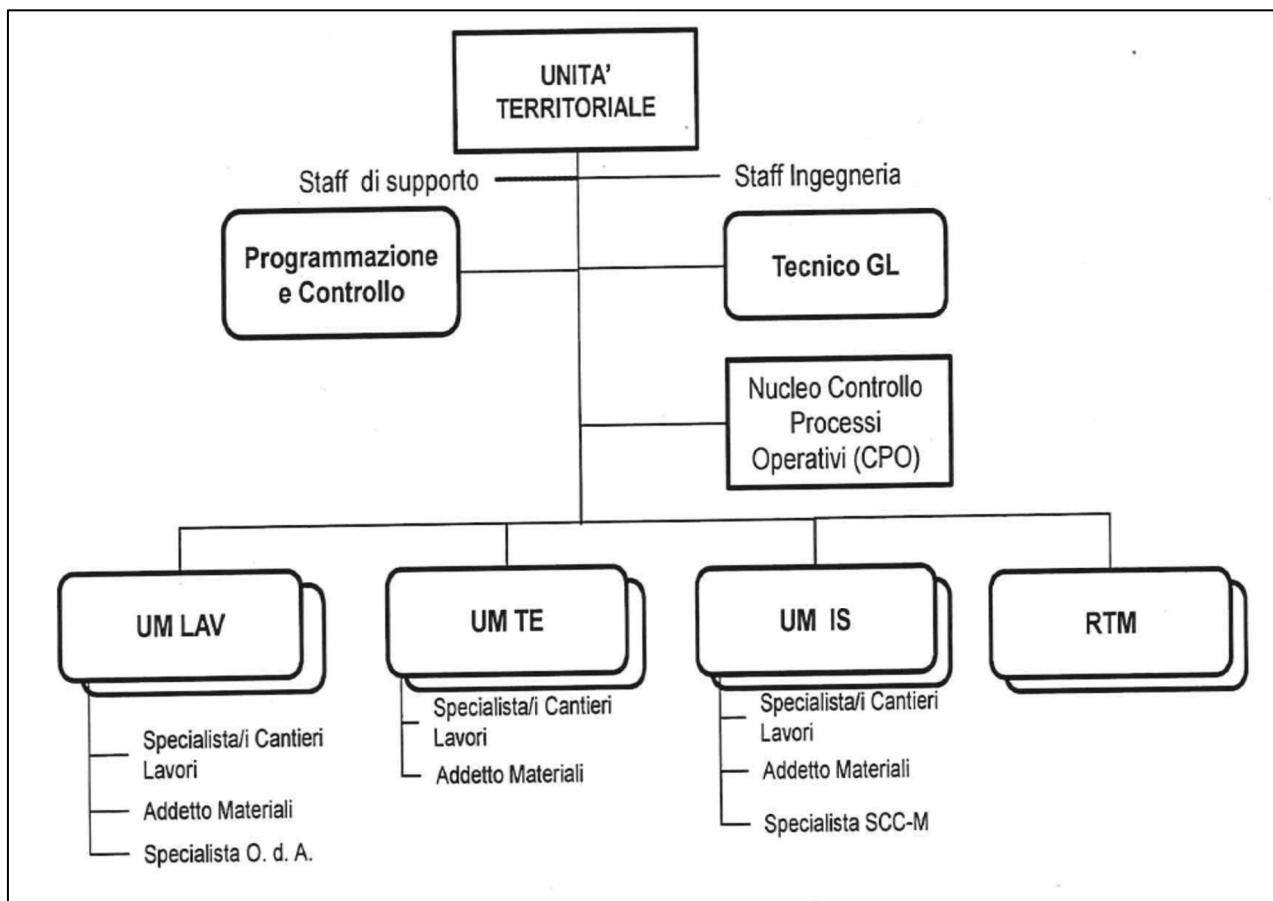 UNITA'
TERRITORIALE
Staff di supporto
Staff Ingegneria
Programmazione
e Controllo
Tecnico GL
Nucleo Controllo
Processi
Operativi (CPO)
UM LAV
UM TE
UM IS
RTM
Specialista/i Cantieri
Lavori
Addetto Materiali
Specialista O. d. A.
Specialista/i Cantieri
Lavori
Addetto Materiali
Specialista/i Cantieri
Lavori
Addetto Materiali
Specialista SCC-M